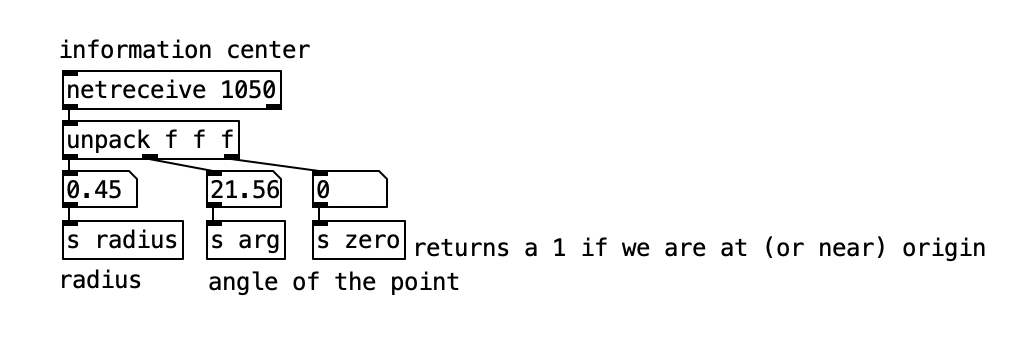 information center
netreceive 1050
unpack f f f
0.45 21.56 0
s radius s arg s zero returns a 1 if we are at (or near) origin
radius angle of the point